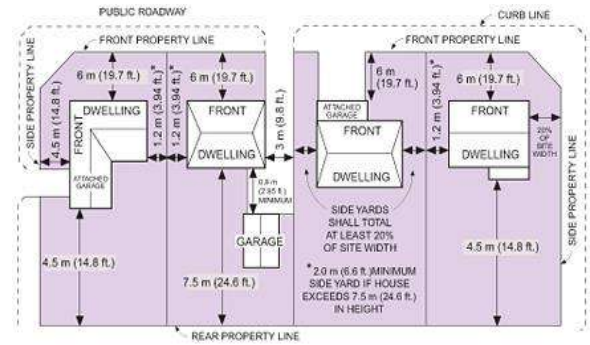 PUBLIC ROADWAY
CURB LINE
FRONT PROPERTY LINE
FRONT PROPERTY LINE
SIDE PROPERTY LINE
6 m (19.7 ft.)
6 m (19.7 ft.)
6 m
(19.7 ft.)
6 m (19.7 ft.)
4.5 m (14.8 ft.)
1.2 m (3.94 ft.)*
1.2 m (3.94 ft.)*
3 m (9.8 ft.)
1.2 m (3.94 ft.)*
DWELLING
FRONT
ATTACHED
GARAGE
FRONT
DWELLING
ATTACHED
GARAGE
FRONT
DWELLING
FRONT
DWELLING
20%
OF SITE
WIDTH
SIDE PROPERTY LINE
MINIMUM
GARAGE
SIDE YARDS
SHALL TOTAL
AT LEAST 20%
OF SITE WIDTH
4.5 m (14.8 ft.)
7.5 m (24.6 ft.)
4.5 m (14.8 ft.)
*2.0 m (6.6 ft.)MINIMUM
SIDE YARD IF HOUSE
EXCEEDS 7.5 m (24.6 ft.)
IN HEIGHT
REAR PROPERTY LINE